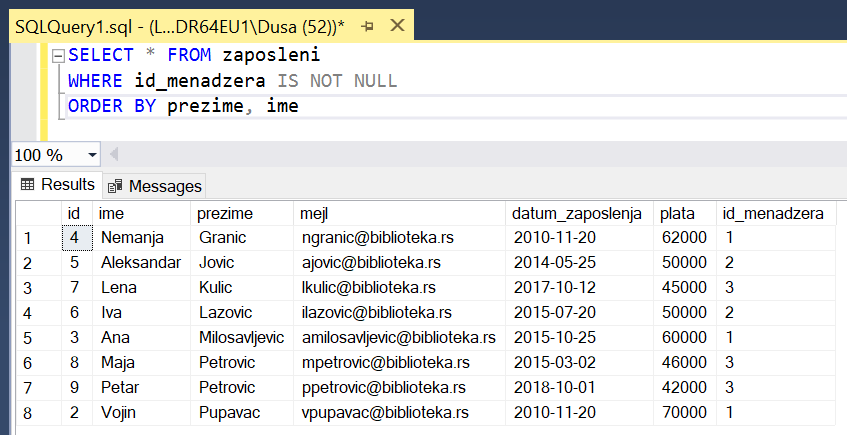 SQLQuery1.sql - (L...DR64EU1\Dusa (52))*
SELECT * FROM zaposleni
WHERE id_menadzera IS NOT NULL
ORDER BY prezime, ime
100 %
Results Messages
id ime prezime mejl datum_zaposlenja plata id_menadzera
1 4 Nemanja Granic ngranic@biblioteka.rs 2010-11-20 62000 1
2 5 Aleksandar Jovic ajovic@biblioteka.rs 2014-05-25 50000 2
3 7 Lena Kulic lkulic@biblioteka.rs 2017-10-12 45000 3
4 6 Iva Lazovic ilazovic@biblioteka.rs 2015-07-20 50000 2
5 3 Ana Milosavljevic amilosavljevic@biblioteka.rs 2015-10-25 60000 1
6 8 Maja Petrovic mpetrovic@biblioteka.rs 2015-03-02 46000 3
7 9 Petar Petrovic ppetrovic@biblioteka.rs 2018-10-01 42000 3
8 2 Vojin Pupavac vpupavac@biblioteka.rs 2010-11-20 70000 1